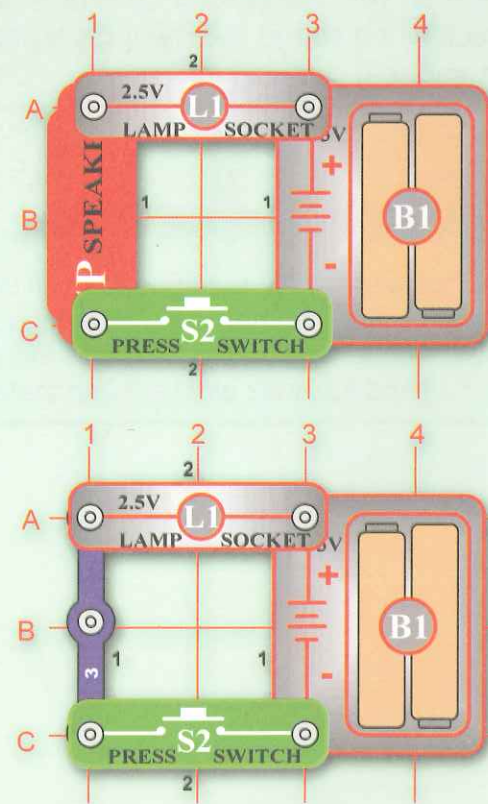 1 2 3 4
2
A 2.5V L1
LAMP SOCKET 3V
+
SPEAKE
B 1 1 B1
P
-
C S2
PRESS SWITCH
2
1 2 3 4
2
A 2.5V L1
LAMP SOCKET V
+
B B1
3 1 1
-
C S2
PRESS SWITCH
2